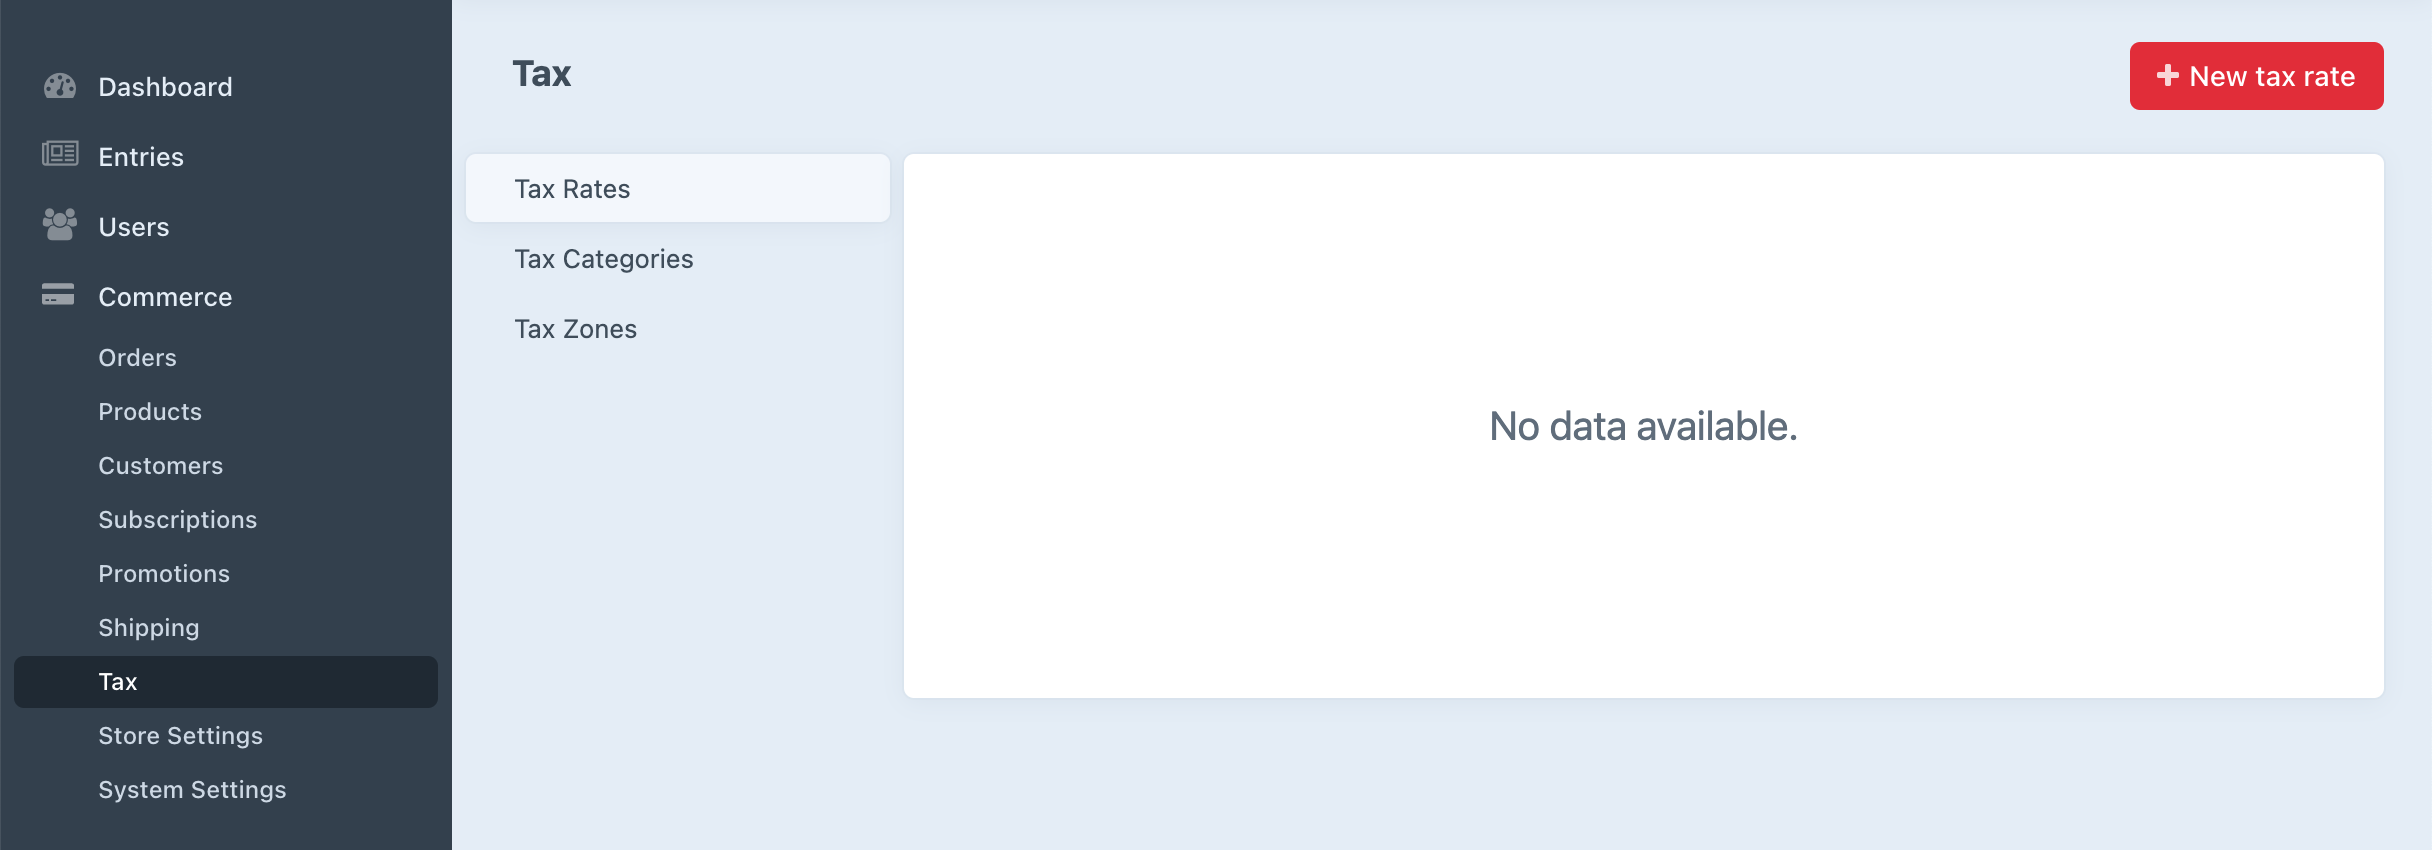 Dashboard
Entries
Users
Commerce
Orders
Products
Customers
Subscriptions
Promotions
Shipping
Tax
Store Settings
System Settings
Tax
New tax rate
Tax Rates
Tax Categories
Tax Zones
No data available.